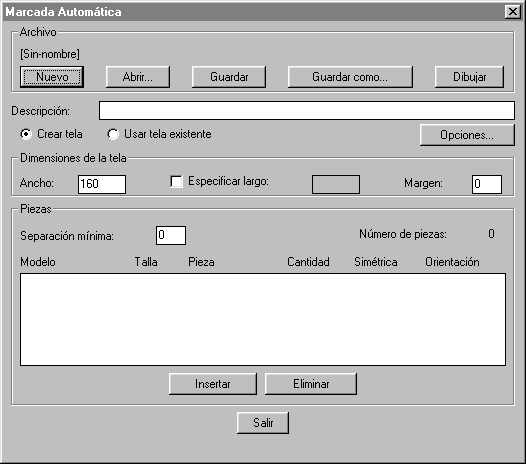 Marcada Automática
Archivo
[Sin-nombre]
Nuevo Abrir... Guardar Guardar como... Dibujar
Descripción:
Crear tela Usar tela existente Opciones...
Dimensiones de la tela
Ancho: 160 Especificar largo: Margen: 0
Piezas
Separación mínima: 0 Número de piezas: 0
Modelo Talla Pieza Cantidad Simétrica Orientación
Insertar Eliminar
Salir